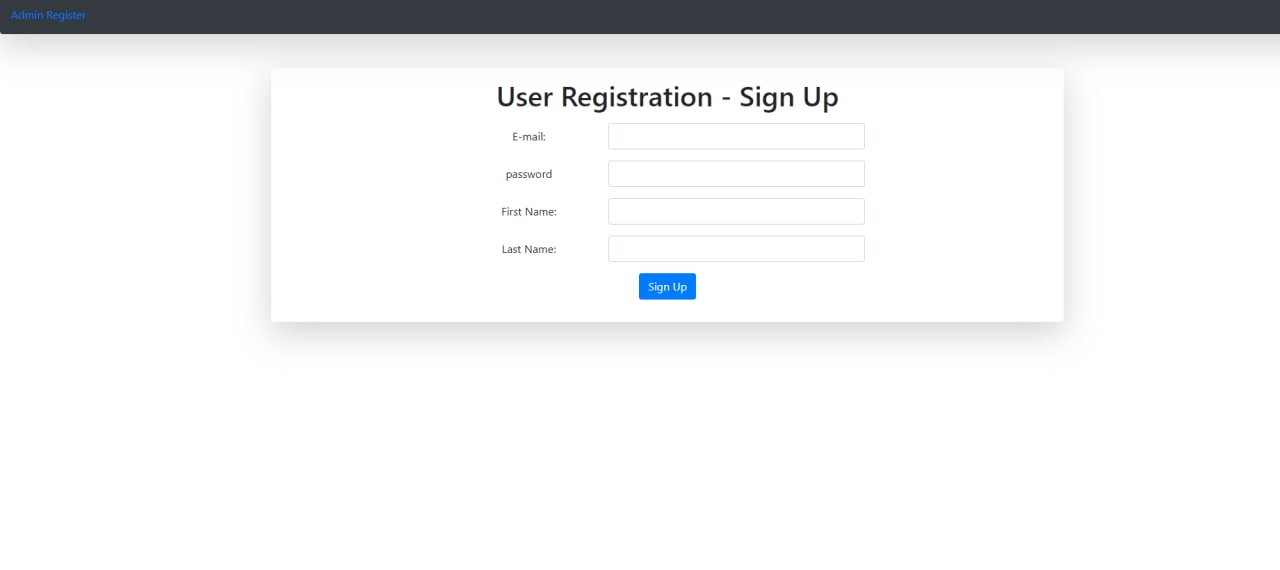 Admin Register
User Registration - Sign Up
E-mail:
password
First Name:
Last Name:
Sign Up